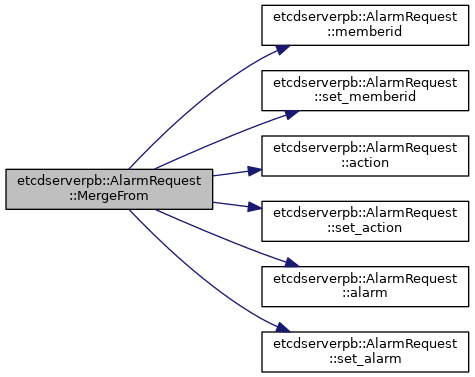 etcdserverpb::AlarmRequest
::memberid
etcdserverpb::AlarmRequest
::set_memberid
etcdserverpb::AlarmRequest
::action
etcdserverpb::AlarmRequest
::MergeFrom
etcdserverpb::AlarmRequest
::set_action
etcdserverpb::AlarmRequest
::alarm
etcdserverpb::AlarmRequest
::set_alarm